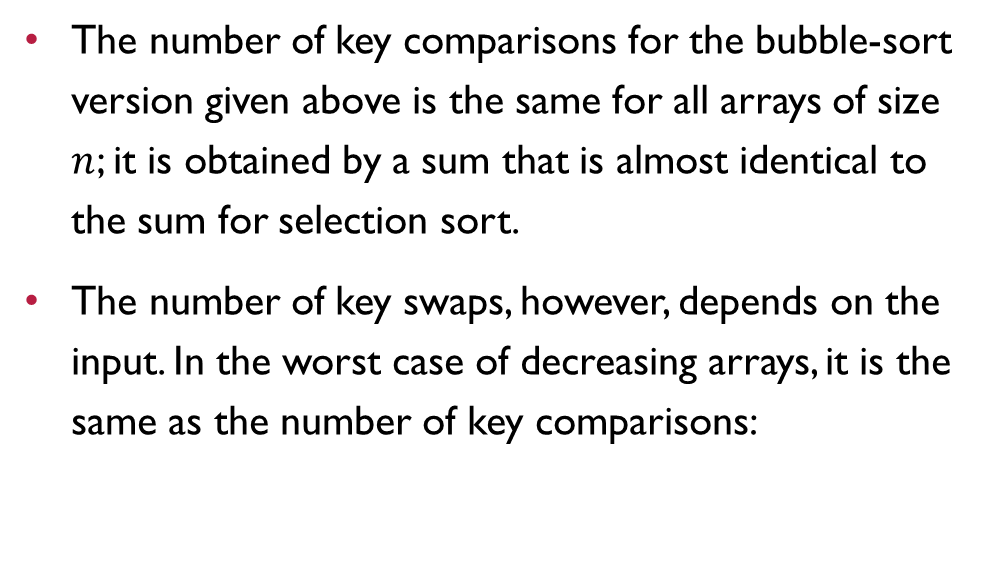 • The number of key comparisons for the bubble-sort
version given above is the same for all arrays of size
n; it is obtained by a sum that is almost identical to
the sum for selection sort.
• The number of key swaps, however, depends on the
input. In the worst case of decreasing arrays, it is the
same as the number of key comparisons: